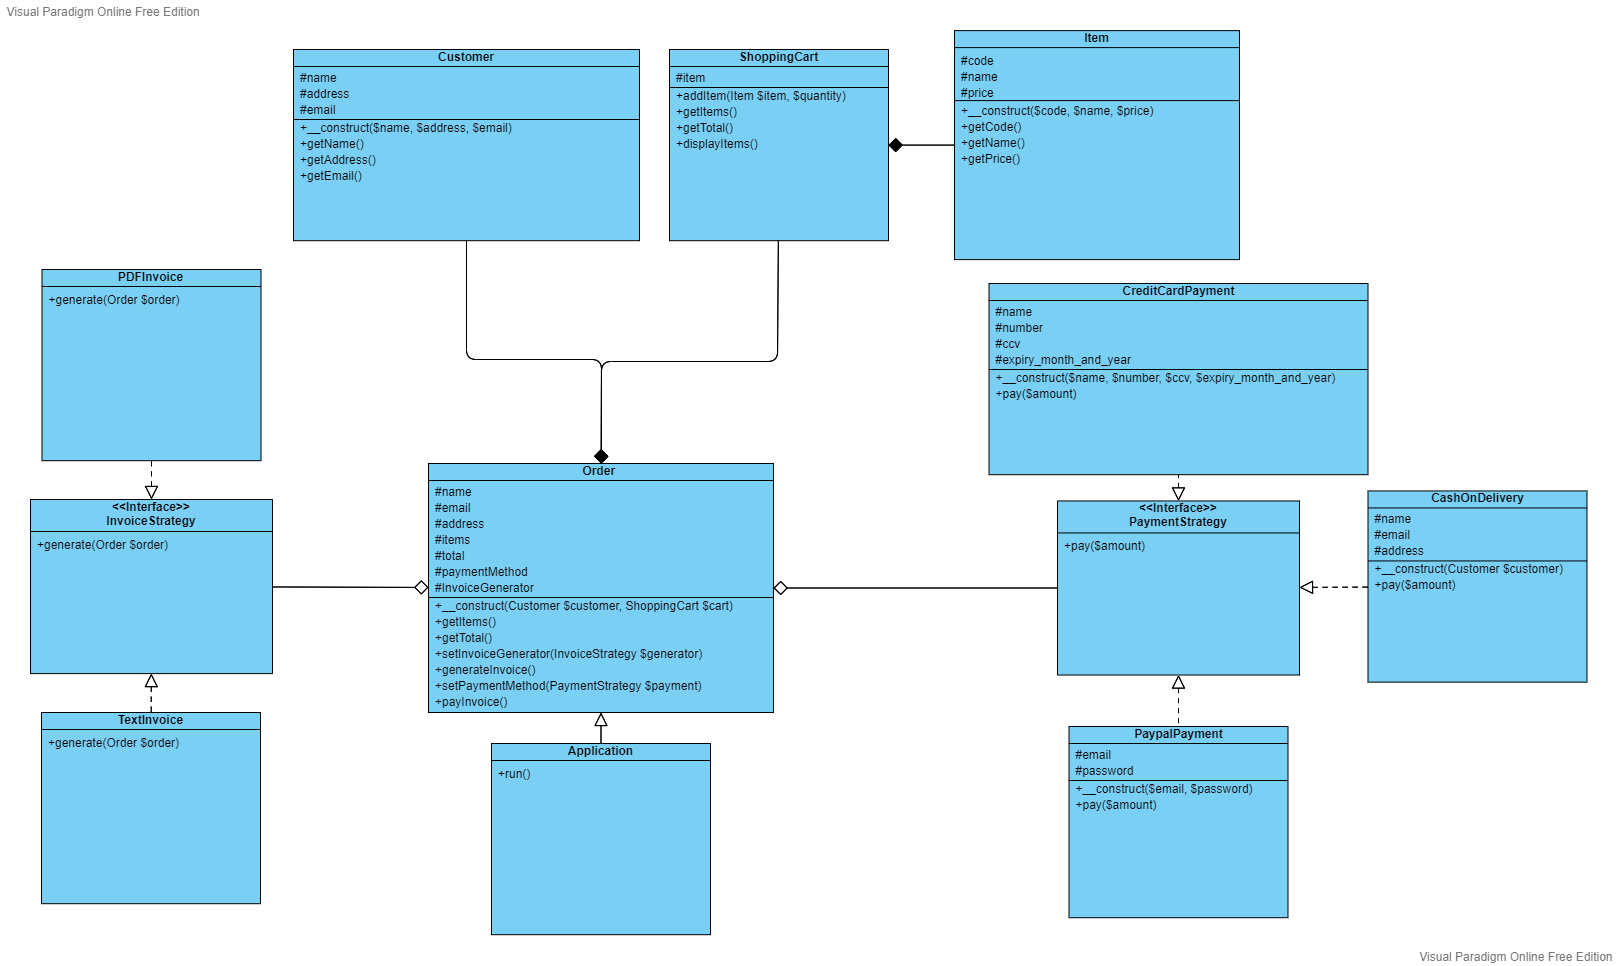 Visual Paradigm Online Free Edition
Customer
#name
#address
#email
+__construct($name, $address, $email)
+getName()
+getAddress()
+getEmail()
ShoppingCart
#item
+addItem(Item $item, $quantity)
+getItems()
+getTotal()
+displayItems()
Item
#code
#name
#price
+__construct($code, $name, $price)
+getCode()
+getName()
+getPrice()
PDFInvoice
+generate(Order $order)
CreditCardPayment
#name
#number
#ccv
#expiry_month_and_year
+__construct($name, $number, $ccv, $expiry_month_and_year)
+pay($amount)
<<Interface>>
InvoiceStrategy
+generate(Order $order)
Order
#name
#email
#address
#items
#total
#paymentMethod
#InvoiceGenerator
+__construct(Customer $customer, ShoppingCart $cart)
+getItems()
+getTotal()
+setInvoiceGenerator(InvoiceStrategy $generator)
+generateInvoice()
+setPaymentMethod(PaymentStrategy $payment)
+payInvoice()
<<Interface>>
PaymentStrategy
+pay($amount)
CashOnDelivery
#name
#email
#address
+__construct(Customer $customer)
+pay($amount)
TextInvoice
+generate(Order $order)
Application
+run()
PaypalPayment
#email
#password
+__construct($email, $password)
+pay($amount)
Visual Paradigm Online Free Edition